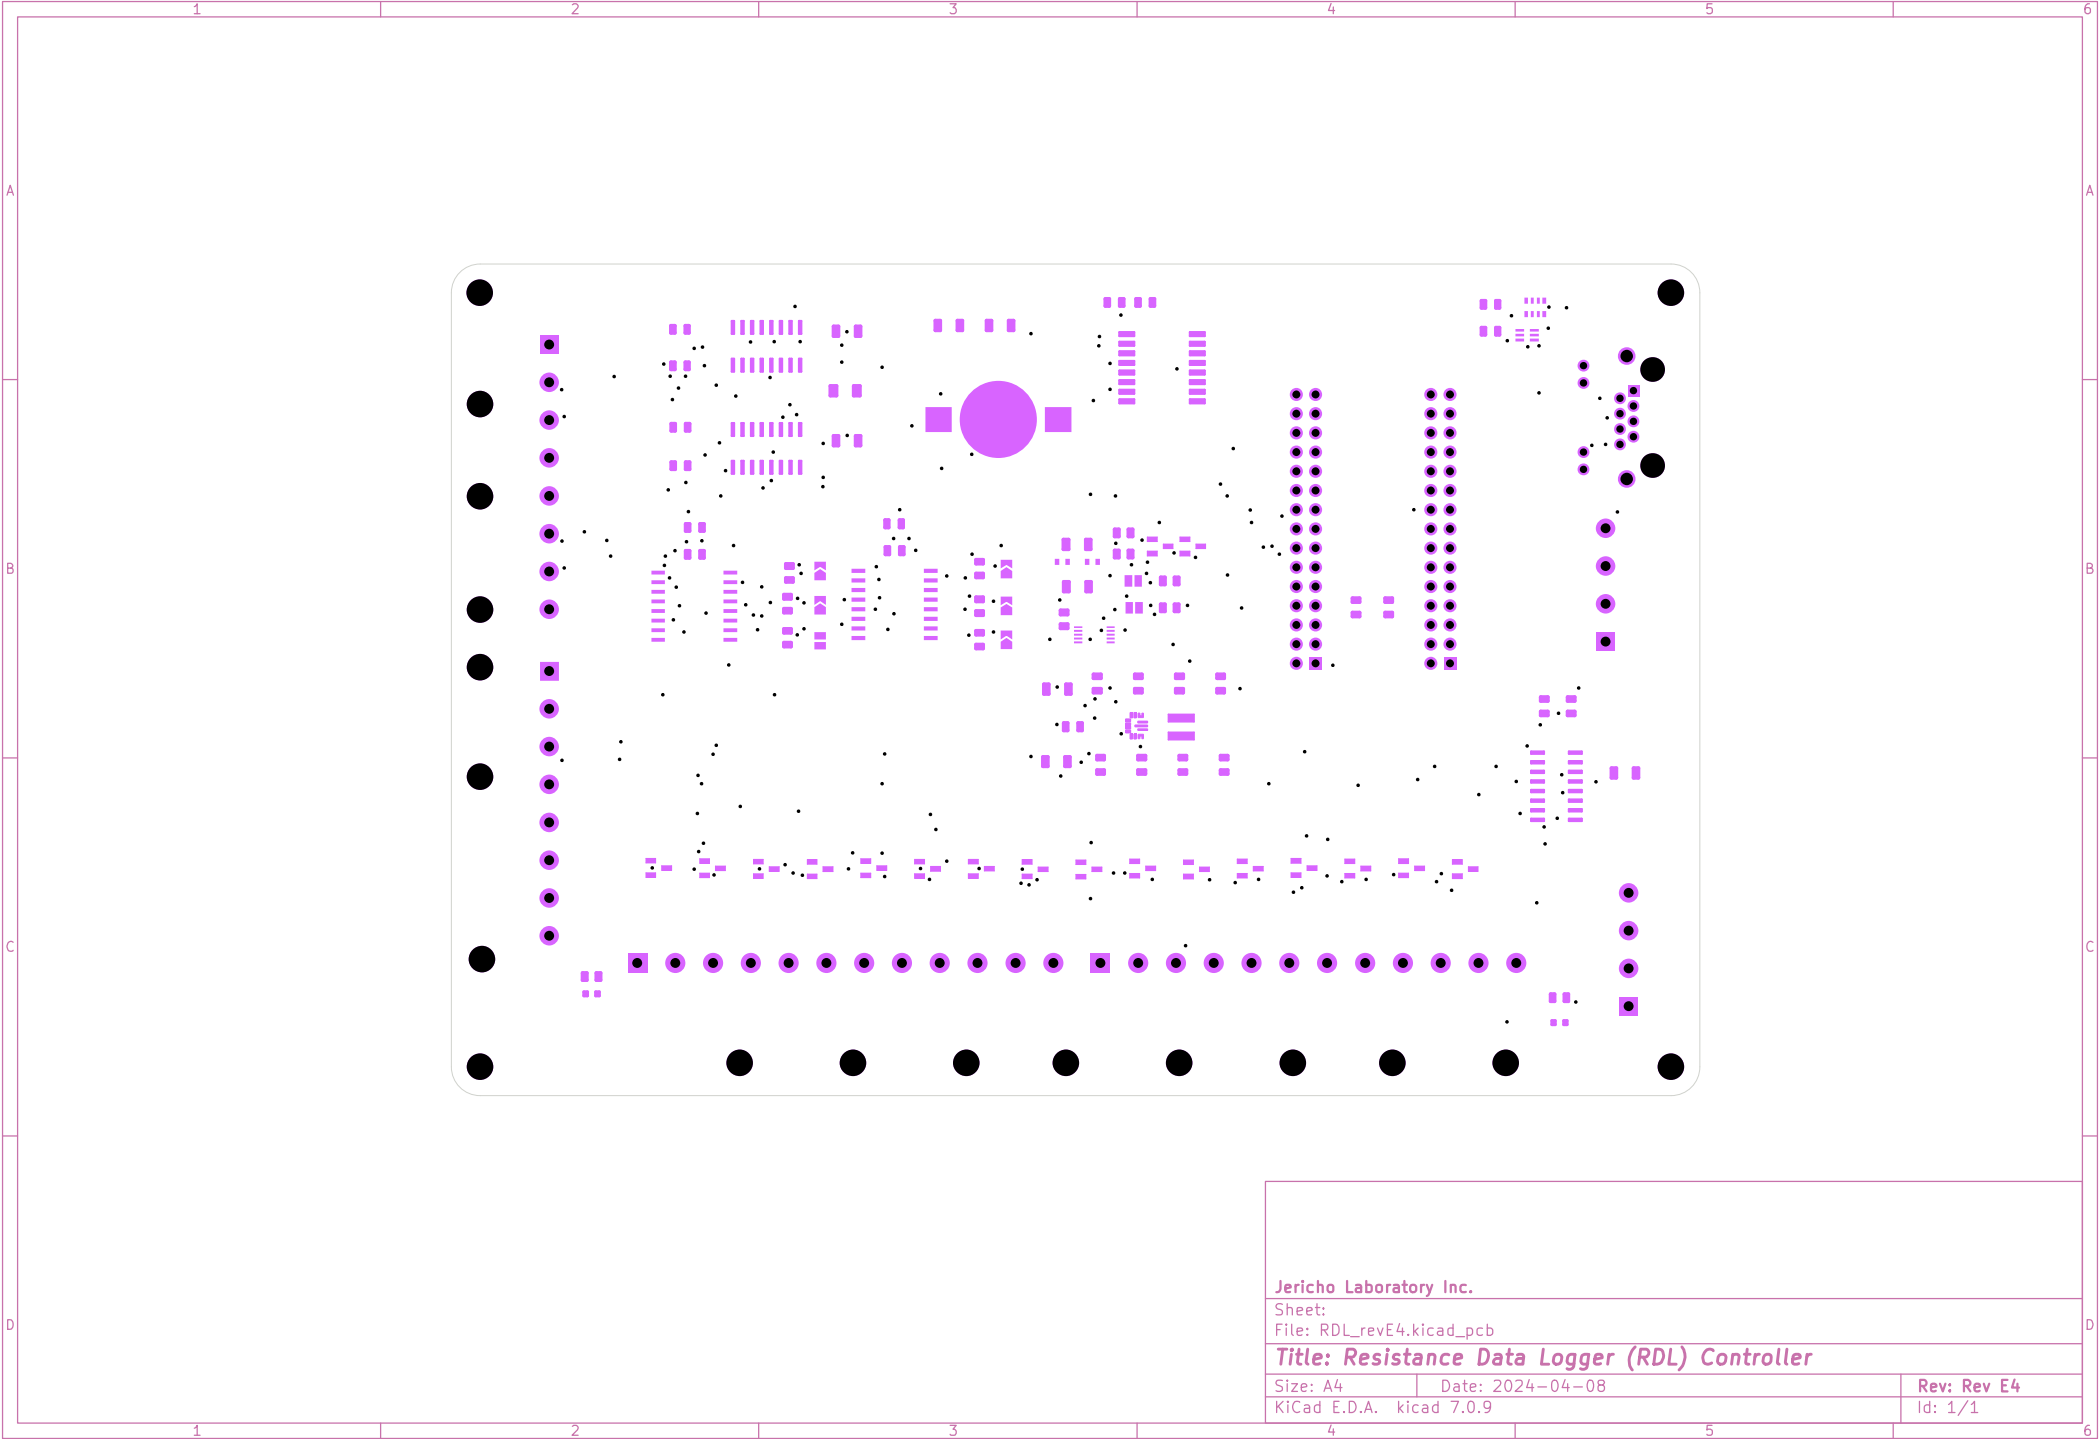 1 2 3 4 5 6
A A
B B
C C
Jericho Laboratory Inc.
Sheet:
D D
File: RDL_revE4.kicad_pcb
Title: Resistance Data Logger (RDL) Controller
Size: A4 Date: 2024-04-08 Rev: Rev E4
KiCad E.D.A. kicad 7.0.9 Id: 1/1
1 2 3 4 5 6